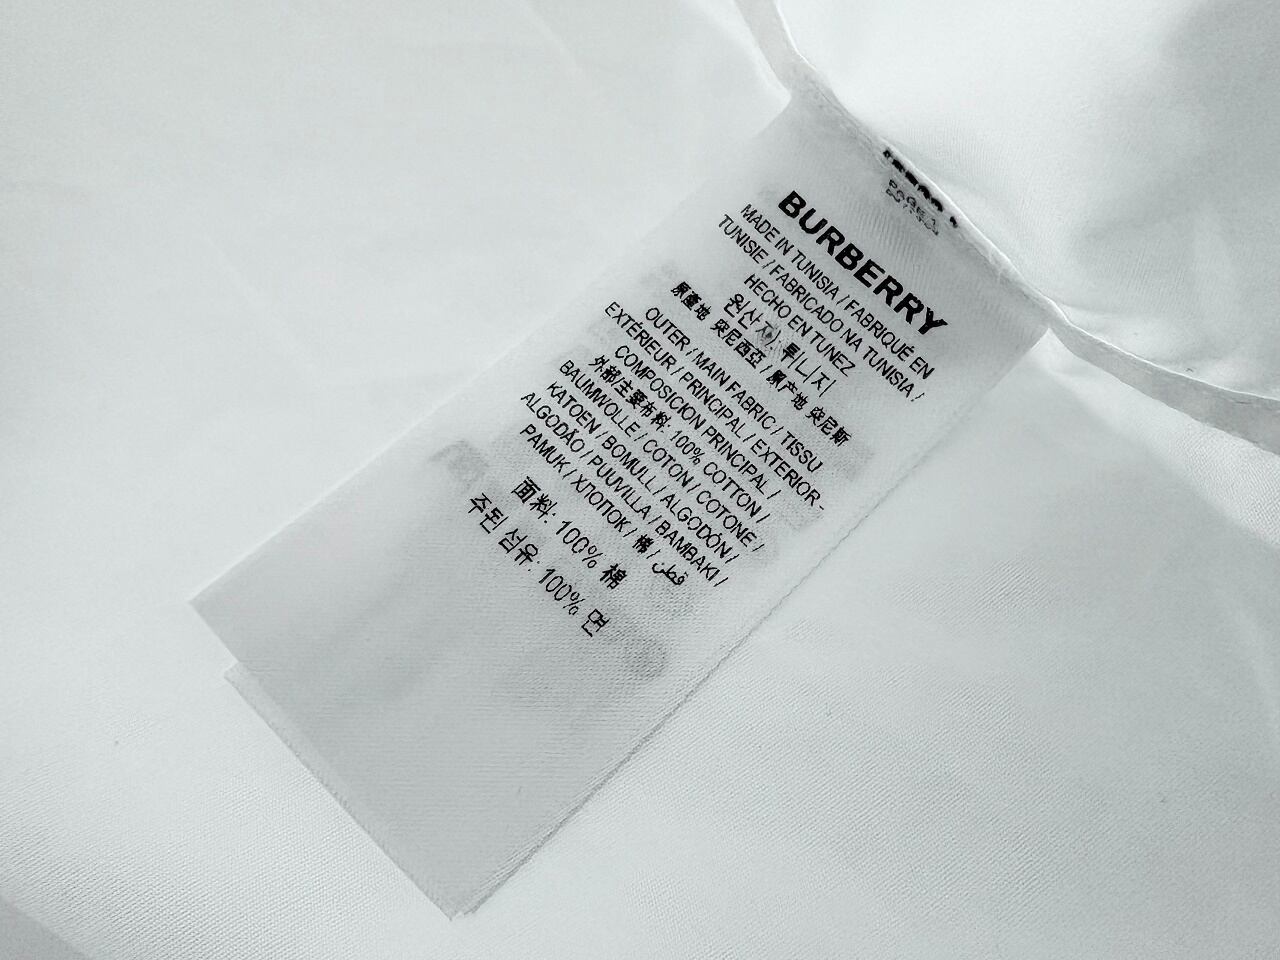 PAGE 1
BURBERRY
MADE IN TUNISIA / FABRIQUÉ EN
TUNISIE / FABRICADO NA TUNISIA /
HECHO EN TUNEZ
원산지: 튜니지
原產地 突尼西亞 / 原产地 突尼斯
OUTER / MAIN FABRIC / TISSU
EXTÉRIEUR / PRINCIPAL / EXTERIOR -
COMPOSICION PRINCIPAL /
外部/主要布料: 100% COTTON /
BAUMWOLLE / COTON / COTONE /
KATOEN / BOMULL / ALGODÓN /
ALGODÃO / PUUVILLA / BAMBAKI /
PAMUK / ХЛОПОК / 棉 / قطن
面料: 100% 棉
주된 섬유: 100% 면